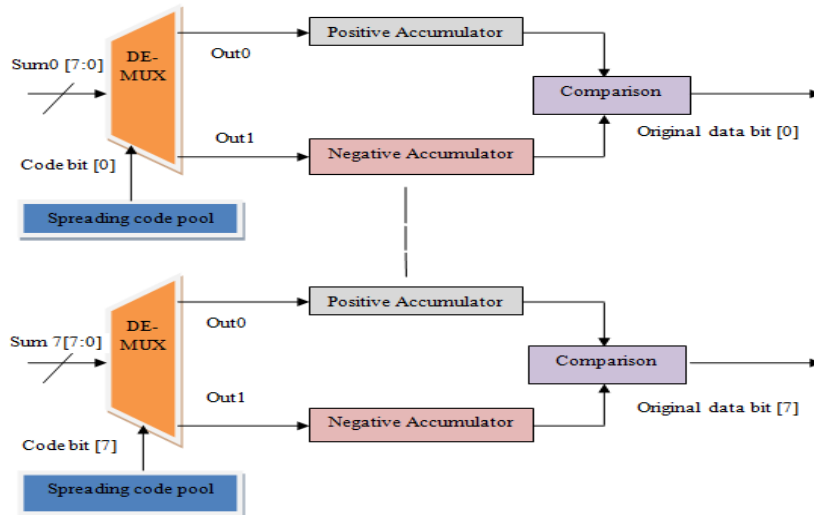 Positive Accumulator
Out0
Sum0 [7:0]
DE-
MUX
Comparison
Original data bit [0]
Out1
Negative Accumulator
Code bit [0]
Spreading code pool
Positive Accumulator
Out0
Sum 7[7:0]
DE-
MUX
Comparison
Original data bit [7]
Out1
Negative Accumulator
Code bit [7]
Spreading code pool